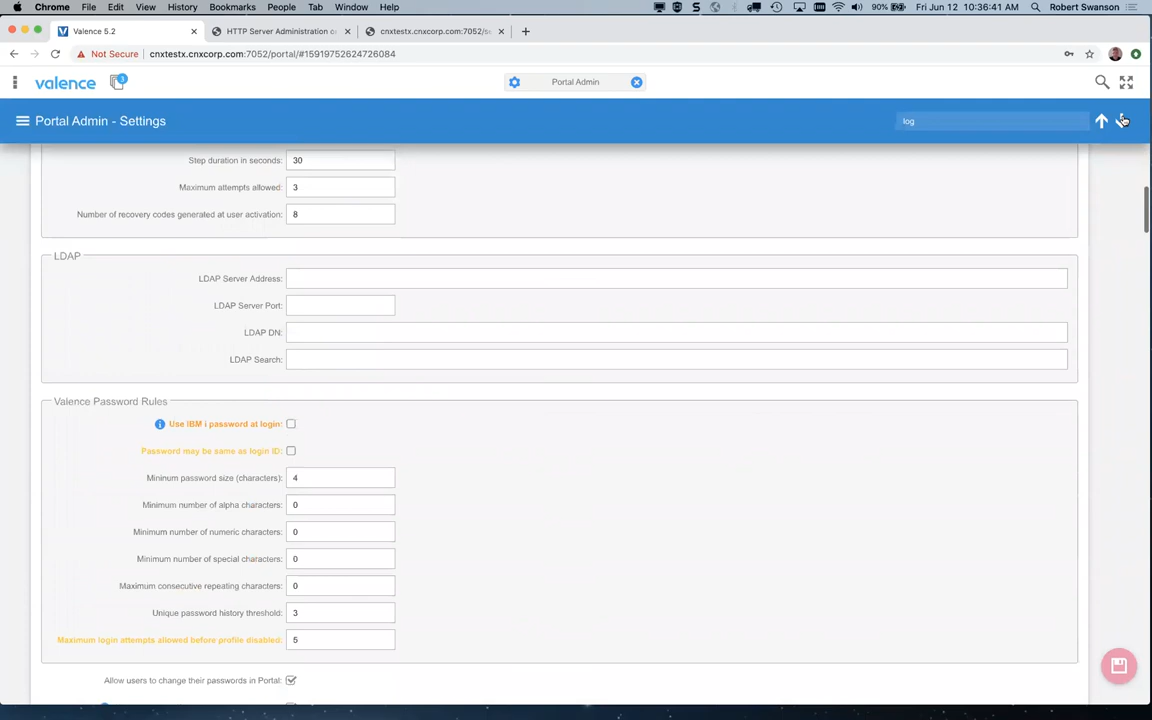 Chrome File Edit View History Bookmarks People Tab Window Help 90% Fri Jun 12 10:36:41 AM Robert Swanson
Valence 5.2 HTTP Server Administration o cnxtestx.cnxcorp.com:7052/s
Not Secure cnxtestx.cnxcorp.com:7052/portal/#15919752624726084
valence 3 Portal Admin
Portal Admin - Settings log
Step duration in seconds: 30
Maximum attempts allowed: 3
Number of recovery codes generated at user activation: 8
LDAP
LDAP Server Address:
LDAP Server Port:
LDAP DN:
LDAP Search:
Valence Password Rules
Use IBM i password at login:
Password may be same as login ID:
Mininum password size (characters): 4
Minimum number of alpha characters: 0
Minimum number of numeric characters: 0
Minimum number of special characters: 0
Maximum consecutive repeating characters: 0
Unique password history threshold: 3
Maximum login attempts allowed before profile disabled: 5
Allow users to change their passwords in Portal: